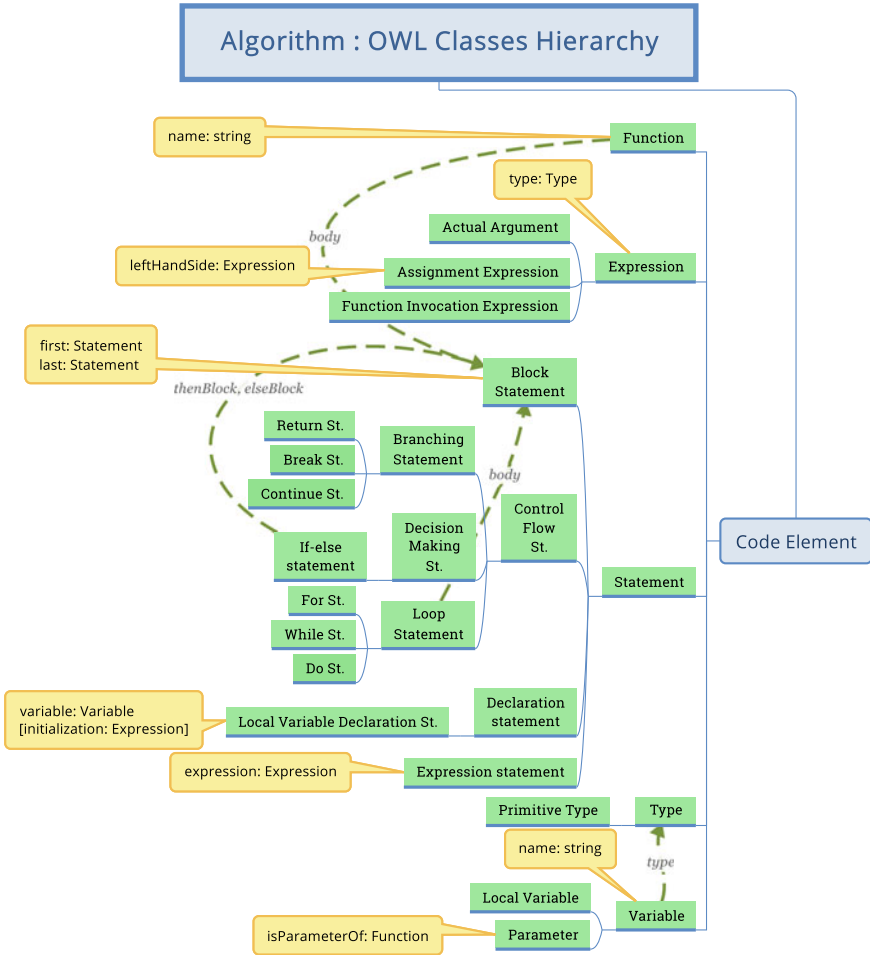 Algorithm : OWL Classes Hierarchy
name: string
Function
type: Type
Actual Argument
body
leftHandSide: Expression
Assignment Expression
Expression
Function Invocation Expression
first: Statement
last: Statement
Block
Statement
thenBlock, elseBlock
Return St.
Break St.
Continue St.
Branching
Statement
body
Control
Flow
St.
Decision
Making
St.
If-else
statement
Code Element
Statement
For St.
While St.
Do St.
Loop
Statement
variable: Variable
[initialization: Expression]
Local Variable Declaration St.
Declaration
statement
expression: Expression
Expression statement
Primitive Type
Type
name: string
type
Local Variable
Variable
isParameterOf: Function
Parameter